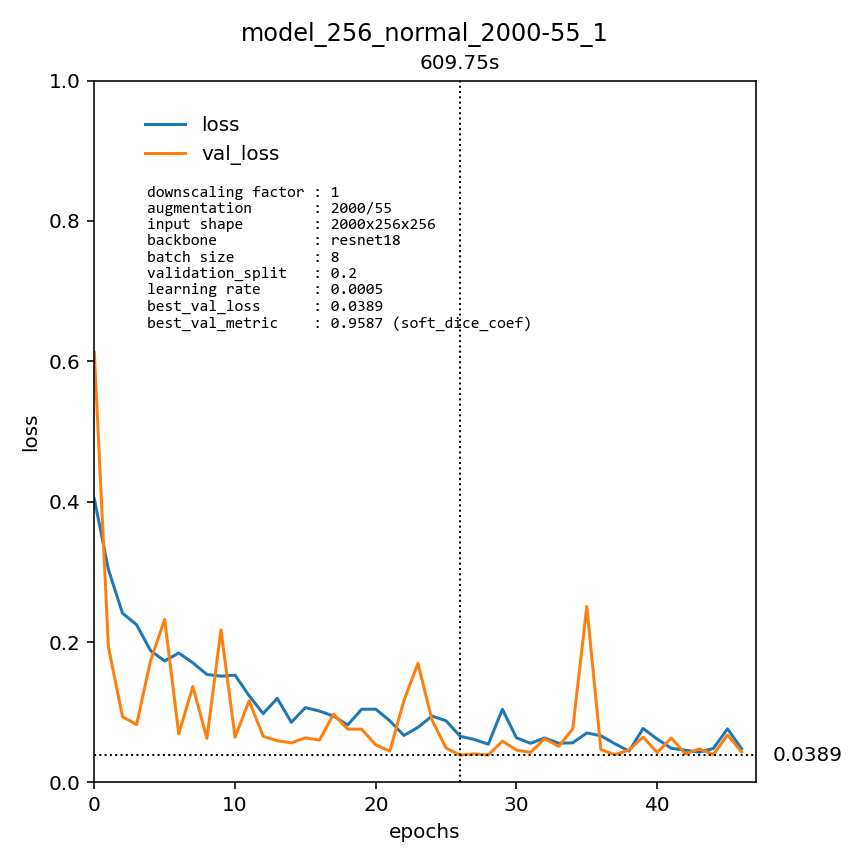 model_256_normal_2000-55_1
609.75s
1.0
loss
val_loss
downscaling factor : 1
augmentation       : 2000/55
input shape        : 2000x256x256
backbone           : resnet18
batch size         : 8
validation_split   : 0.2
learning rate      : 0.0005
best_val_loss      : 0.0389
best_val_metric    : 0.9587 (soft_dice_coef)
0.8
0.6
loss
0.4
0.2
0.0389
0.0
0 10 20 30 40
epochs